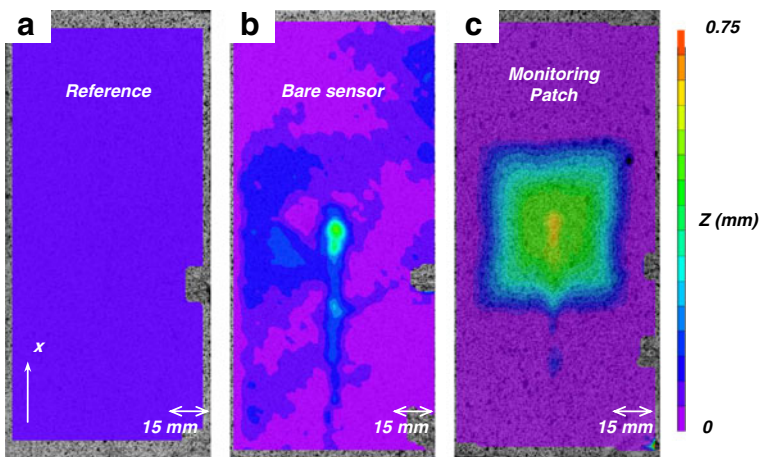 a
b
c
Reference
Bare sensor
Monitoring
Patch
0.75
Z (mm)
0
x
15 mm
15 mm
15 mm